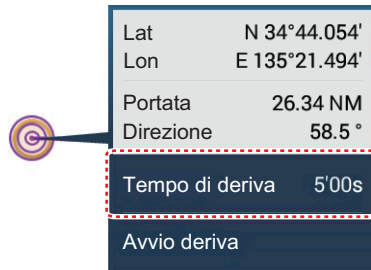 Lat N 34°44.054'
Lon E 135°21.494'
Portata 26.34 NM
Direzione 58.5 °
Tempo di deriva 5'00s
Avvio deriva